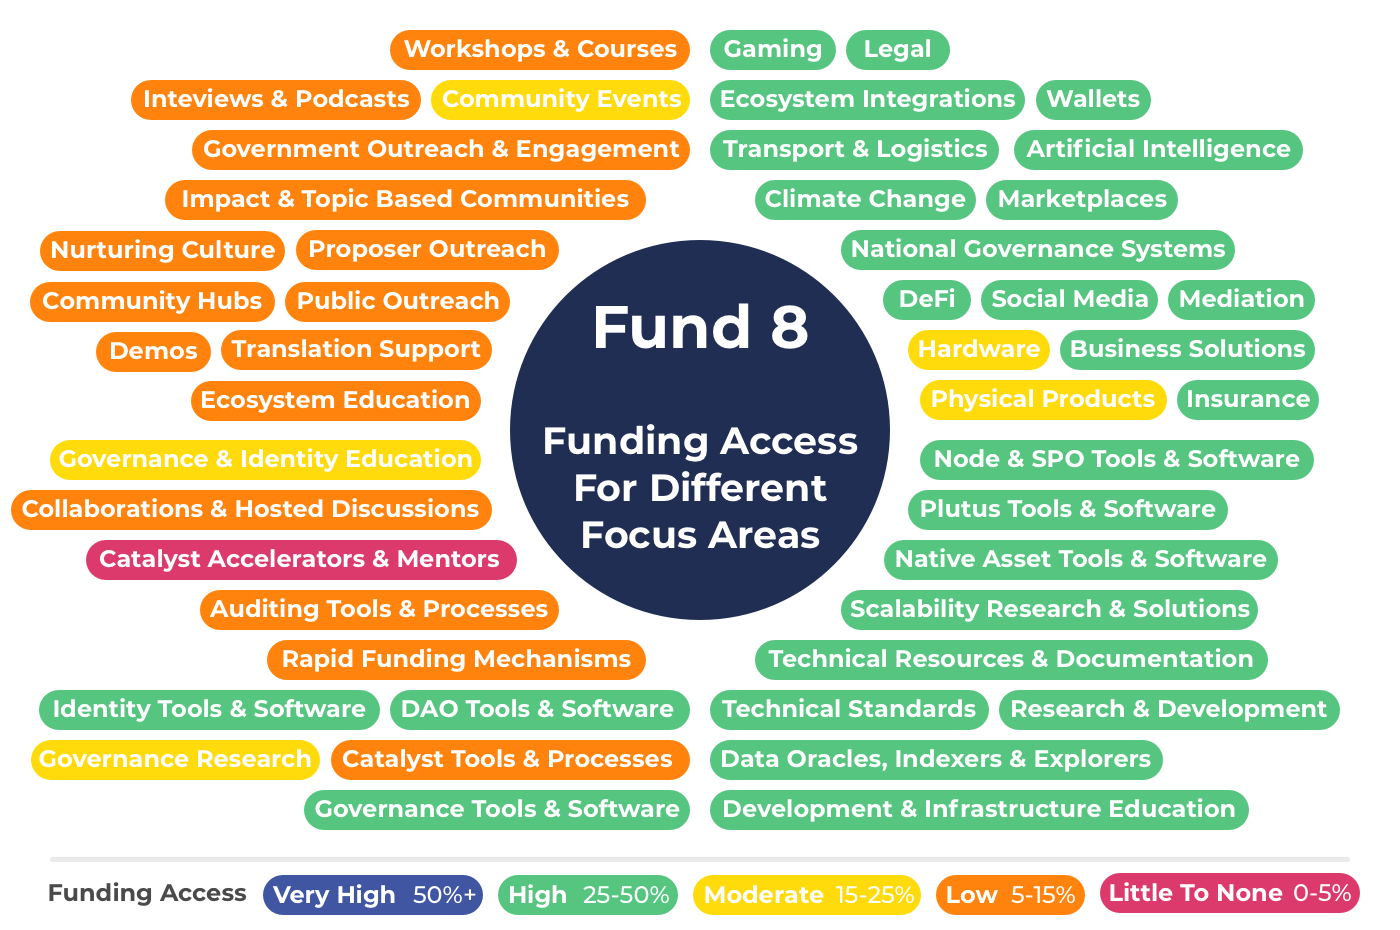 Workshops & Courses
Gaming
Legal
Inteviews & Podcasts
Community Events
Ecosystem Integrations
Wallets
Government Outreach & Engagement
Transport & Logistics
Artificial Intelligence
Impact & Topic Based Communities
Climate Change
Marketplaces
Nurturing Culture
Proposer Outreach
National Governance Systems
Community Hubs
Public Outreach
DeFi
Social Media
Mediation
Demos
Translation Support
Hardware
Business Solutions
Ecosystem Education
Physical Products
Insurance
Fund 8
Funding Access
For Different
Focus Areas
Governance & Identity Education
Node & SPO Tools & Software
Collaborations & Hosted Discussions
Plutus Tools & Software
Catalyst Accelerators & Mentors
Native Asset Tools & Software
Auditing Tools & Processes
Scalability Research & Solutions
Rapid Funding Mechanisms
Technical Resources & Documentation
Identity Tools & Software
DAO Tools & Software
Technical Standards
Research & Development
Governance Research
Catalyst Tools & Processes
Data Oracles, Indexers & Explorers
Governance Tools & Software
Development & Infrastructure Education
Funding Access
Very High 50%+
High 25-50%
Moderate 15-25%
Low 5-15%
Little To None 0-5%